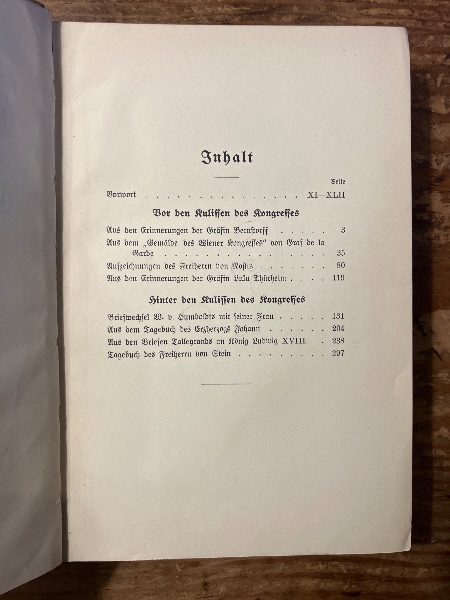 Inhalt
Seite
Vorwort . . . . . . . . . . . . . . . XI—XLII
Vor den Kulissen des Kongresses
Aus den Erinnerungen der Gräfin Bernstorff . . . . . . 3
Aus dem „Gemälde des Wiener Kongresses“ von Graf de la
Garde . . . . . . . . . . . . . . . . 35
Aufzeichnungen des Freiherrn von Nostiz . . . . . . . 80
Aus den Erinnerungen der Gräfin Lulu Thürheim . . . . 119
Hinter den Kulissen des Kongresses
Briefwechsel W. v. Humboldts mit seiner Frau . . . . . 131
Aus dem Tagebuch des Erzherzogs Johann . . . . . . 204
Aus den Briefen Talleyrands an König Ludwig XVIII. . 238
Tagebuch des Freiherrn von Stein . . . . . . . . . 297